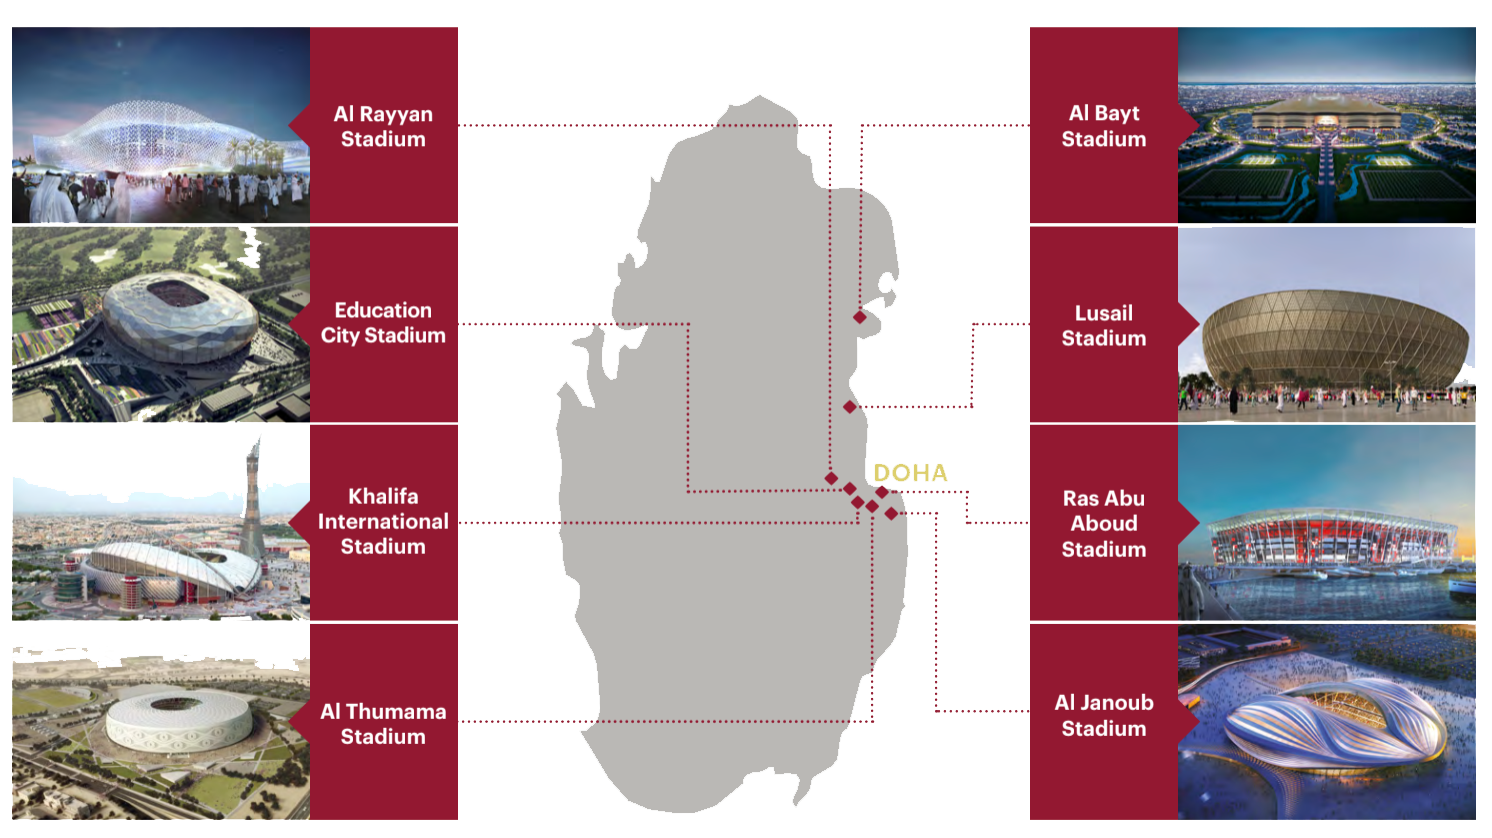 Al Rayyan
Stadium
Education
City Stadium
Khalifa
International
Stadium
Al Thumama
Stadium
DOHA
Al Bayt
Stadium
Lusail
Stadium
Ras Abu
Aboud
Stadium
Al Janoub
Stadium